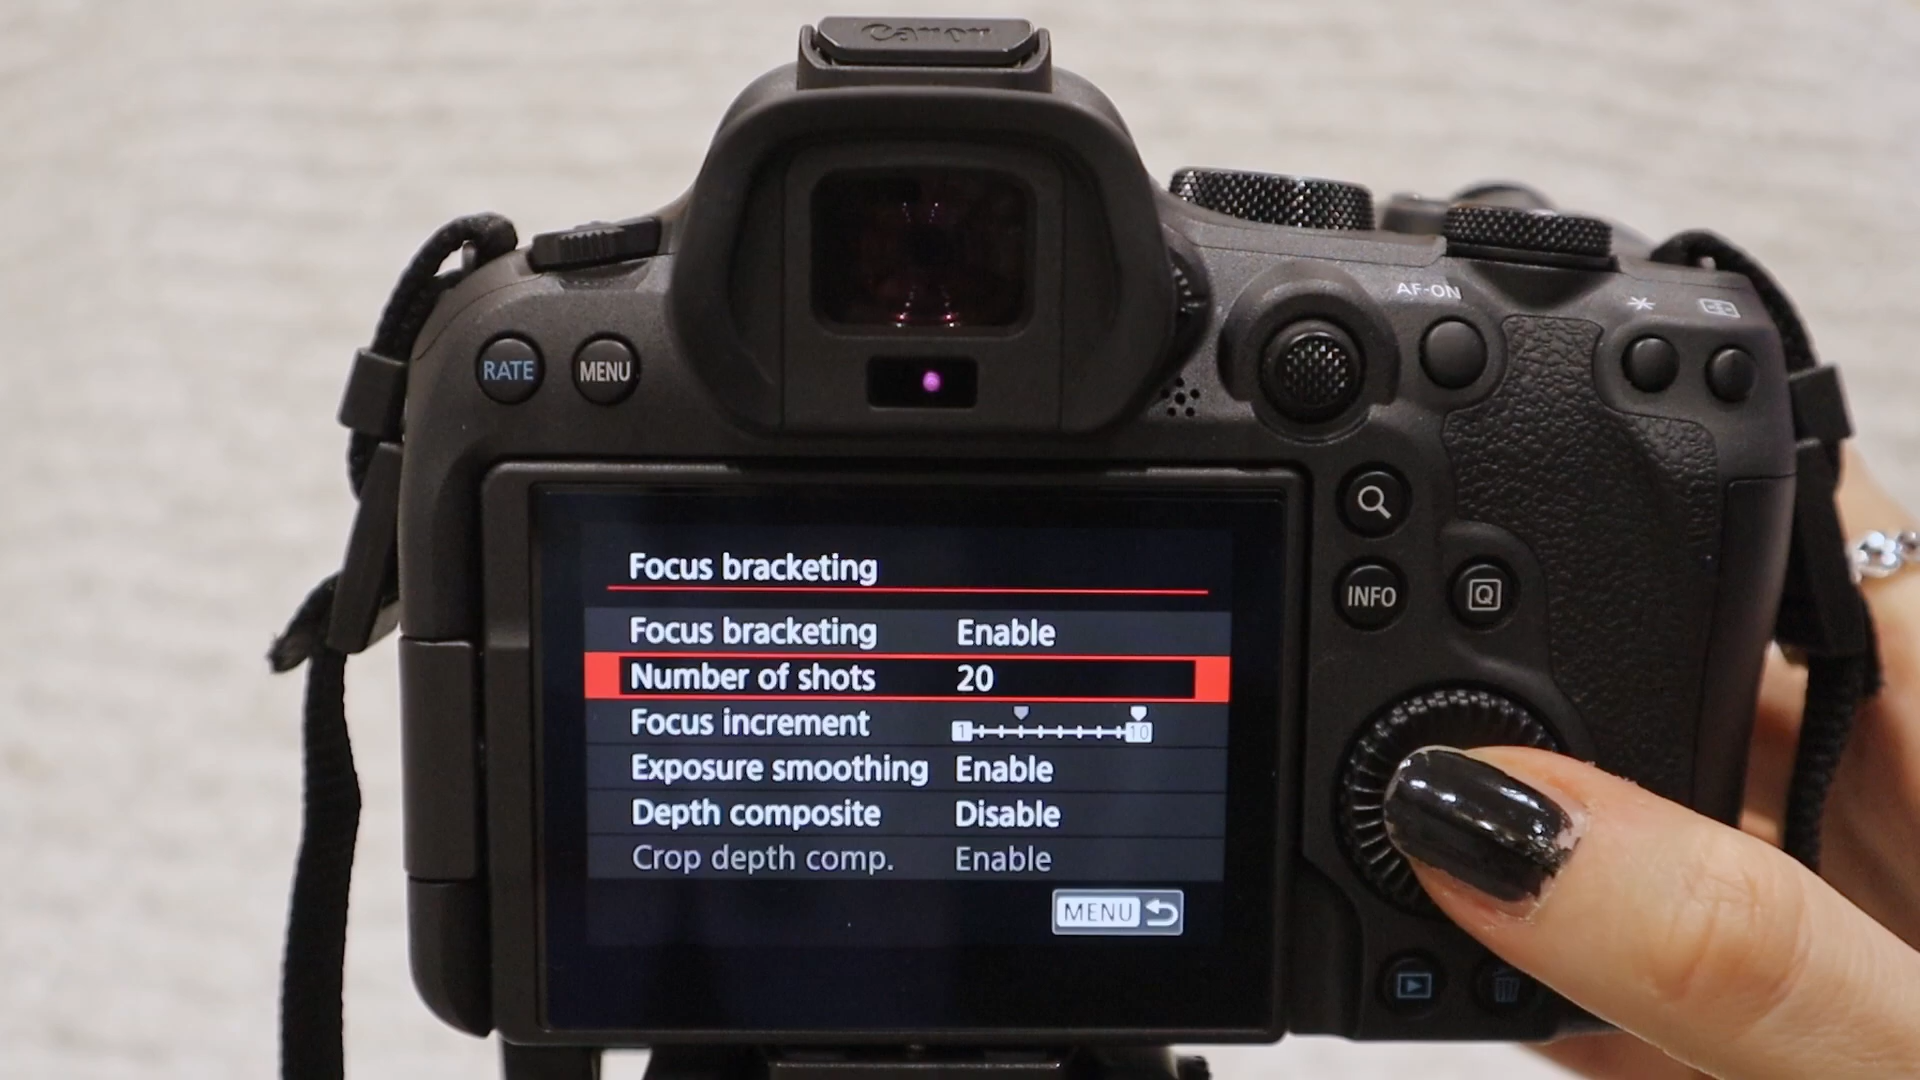 Canon
AF-ON
RATE
MENU
INFO
Q
Focus bracketing
Focus bracketing Enable
Number of shots 20
Focus increment 1 10
Exposure smoothing Enable
Depth composite Disable
Crop depth comp. Enable
MENU